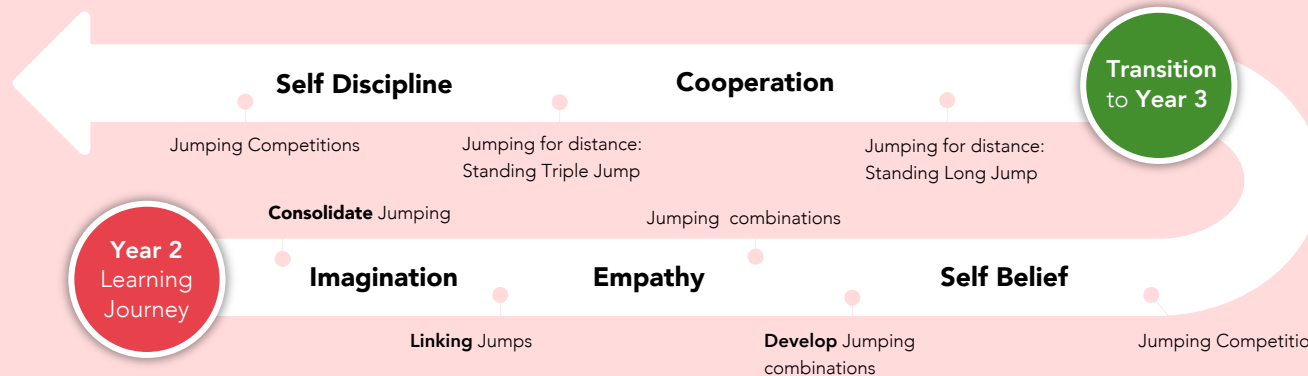 Self Discipline
Cooperation
Transition
to Year 3
Jumping Competitions
Jumping for distance:
Standing Triple Jump
Jumping for distance:
Standing Long Jump
Consolidate Jumping
Jumping combinations
Year 2
Learning
Journey
Imagination
Empathy
Self Belief
Linking Jumps
Develop Jumping
combinations
Jumping Competitio